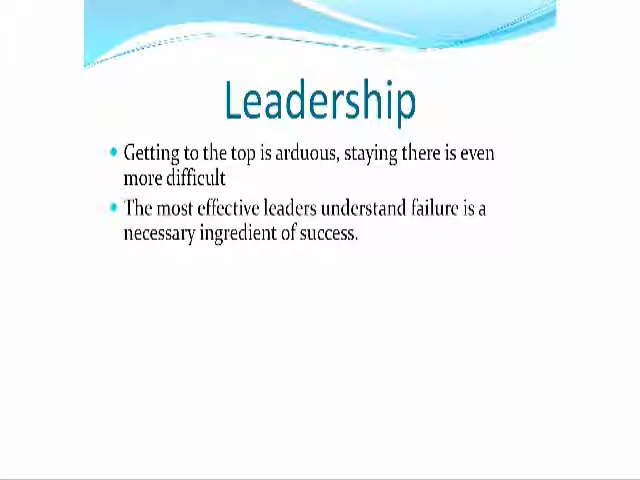 Leadership
• Getting to the top is arduous, staying there is even
more difficult
• The most effective leaders understand failure is a
necessary ingredient of success.